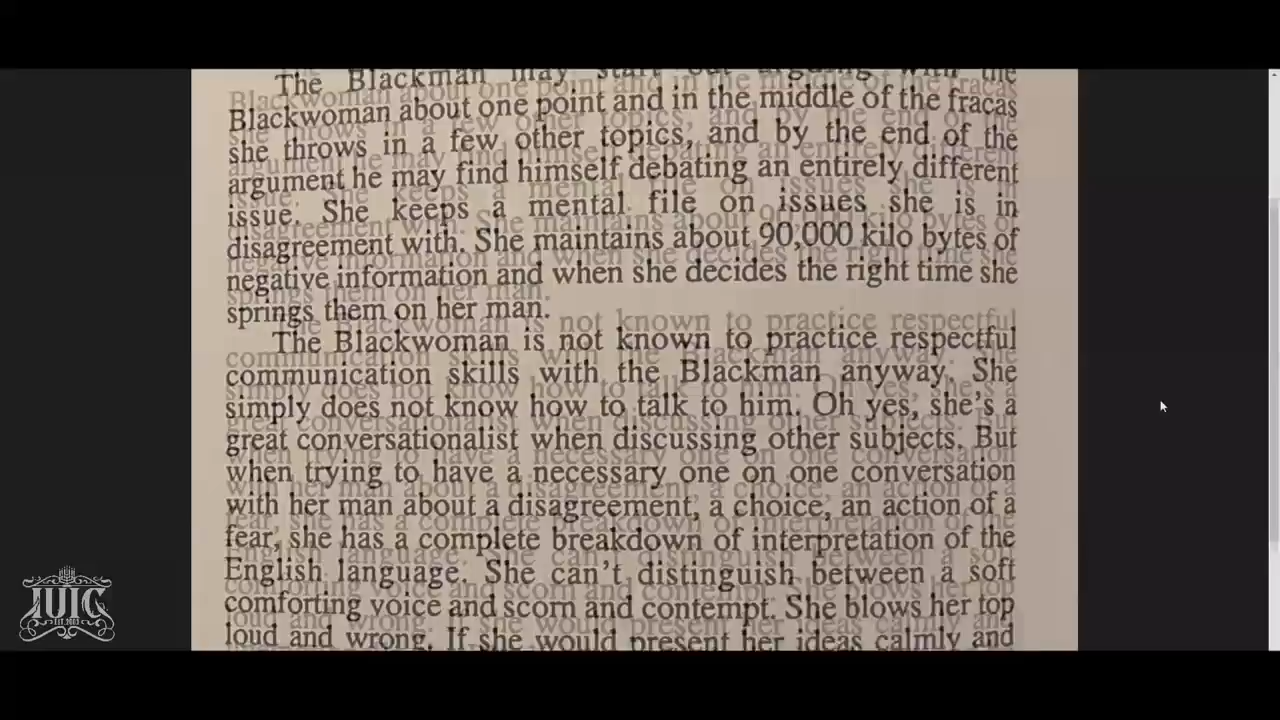 The Blackman may start out arguing with the
Blackwoman about one point and in the middle of the fracas
she throws in a few other topics, and by the end of the
argument he may find himself debating an entirely different
issue. She keeps a mental file on issues she is in
disagreement with. She maintains about 90,000 kilo bytes of
negative information and when she decides the right time she
springs them on her man.
The Blackwoman is not known to practice respectful
communication skills with the Blackman anyway. She
simply does not know how to talk to him. Oh yes, she's a
great conversationalist when discussing other subjects. But
when trying to have a necessary one on one conversation
with her man about a disagreement, a choice, an action of a
fear, she has a complete breakdown of interpretation of the
English language. She can't distinguish between a soft
comforting voice and scorn and contempt. She blows her top
loud and wrong. If she would present her ideas calmly and
IUIC
EST. 2003